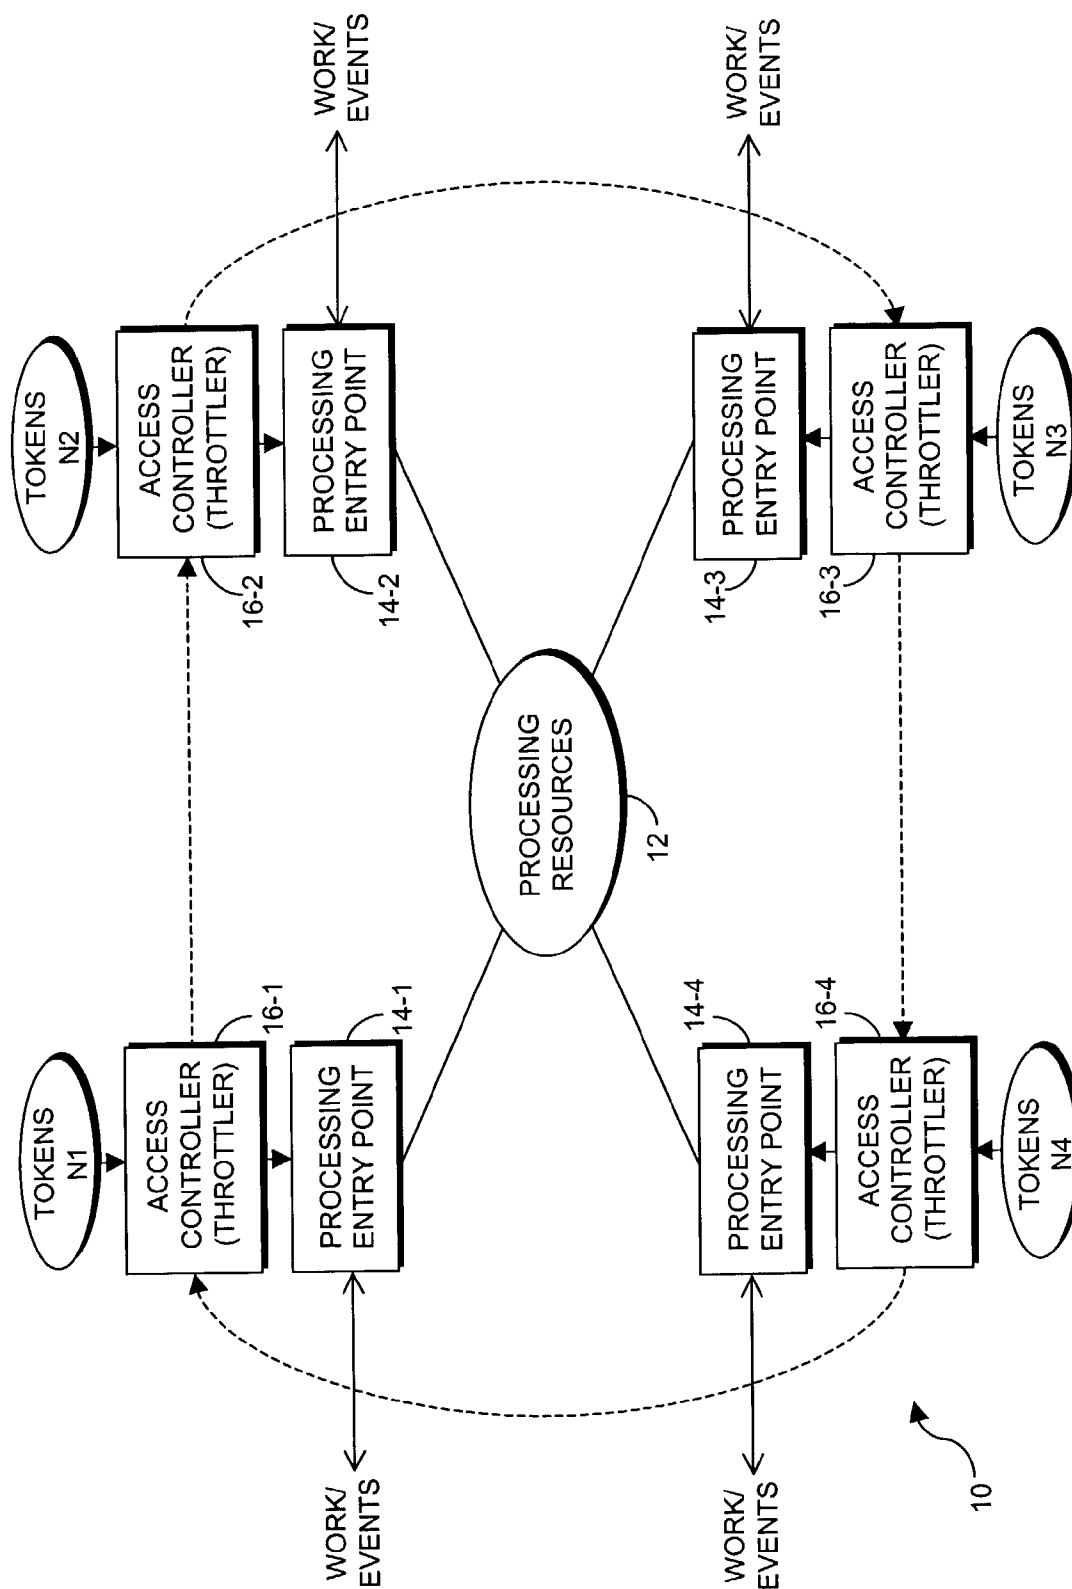 TOKENS
N1
TOKENS
N2
ACCESS
CONTROLLER
(THROTTLER)
16-1
ACCESS
CONTROLLER
(THROTTLER)
16-2
WORK/
EVENTS
PROCESSING
ENTRY POINT
14-1
PROCESSING
ENTRY POINT
14-2
WORK/
EVENTS
PROCESSING
RESOURCES
12
WORK/
EVENTS
PROCESSING
ENTRY POINT
14-4
PROCESSING
ENTRY POINT
14-3
WORK/
EVENTS
ACCESS
CONTROLLER
(THROTTLER)
16-4
ACCESS
CONTROLLER
(THROTTLER)
16-3
10
TOKENS
N4
TOKENS
N3